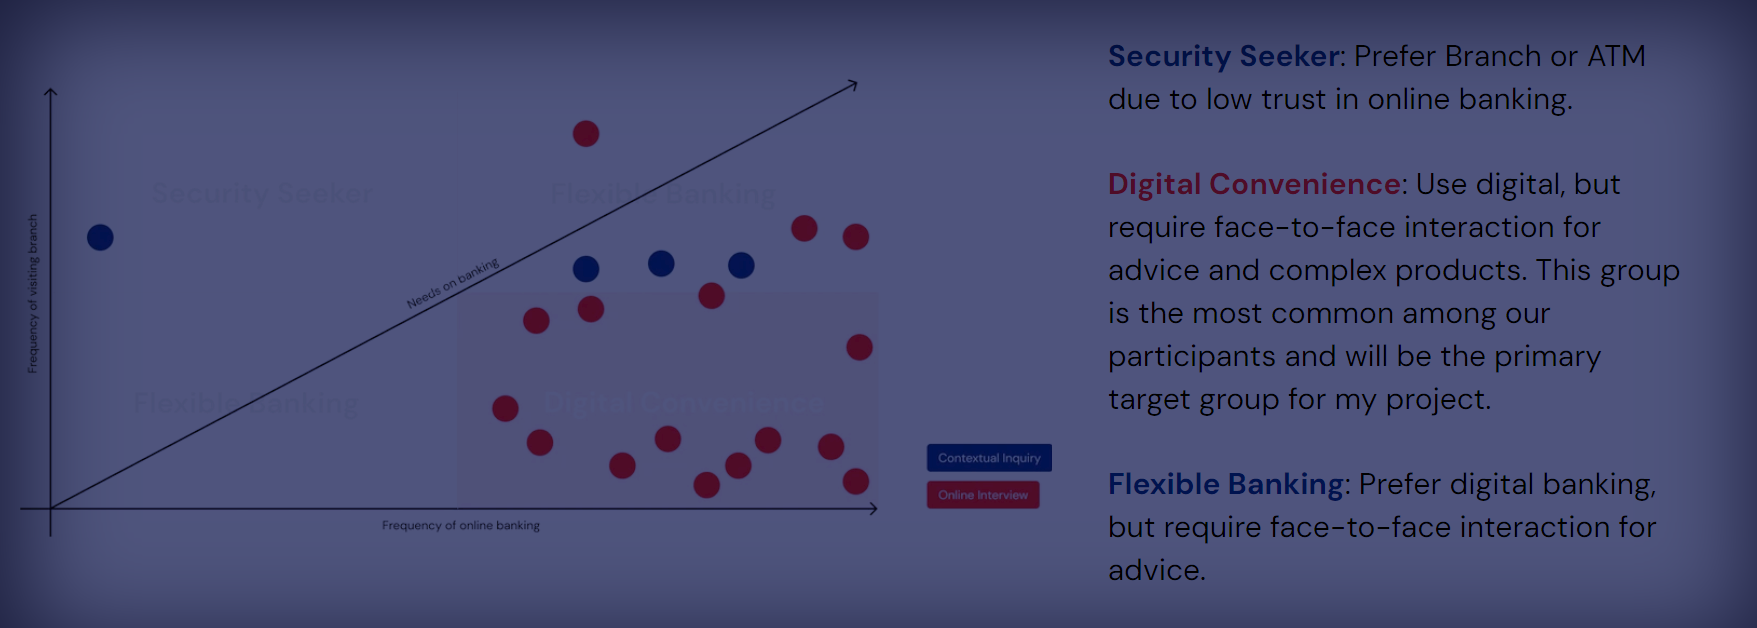 Security Seeker
Flexible Banking
Frequency of visiting branch
Needs on banking
Flexible Banking
Digital Convenience
Frequency of online banking
Contextual Inquiry
Online Interview
Security Seeker: Prefer Branch or ATM
due to low trust in online banking.
Digital Convenience: Use digital, but
require face-to-face interaction for
advice and complex products. This group
is the most common among our
participants and will be the primary
target group for my project.
Flexible Banking: Prefer digital banking,
but require face-to-face interaction for
advice.